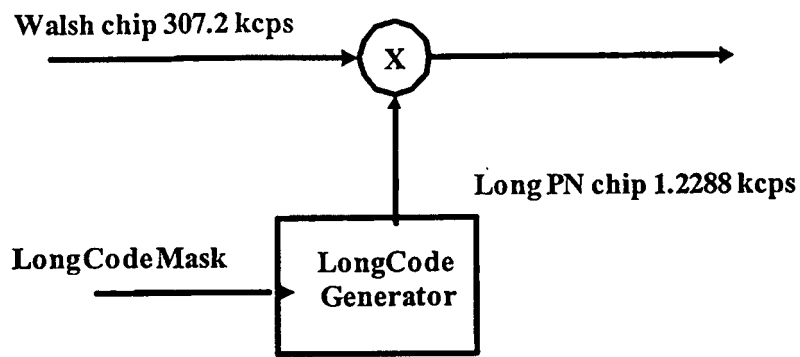 Walsh chip 307.2 kcps
X
Long PN chip 1.2288 kcps
LongCodeMask
LongCode
Generator